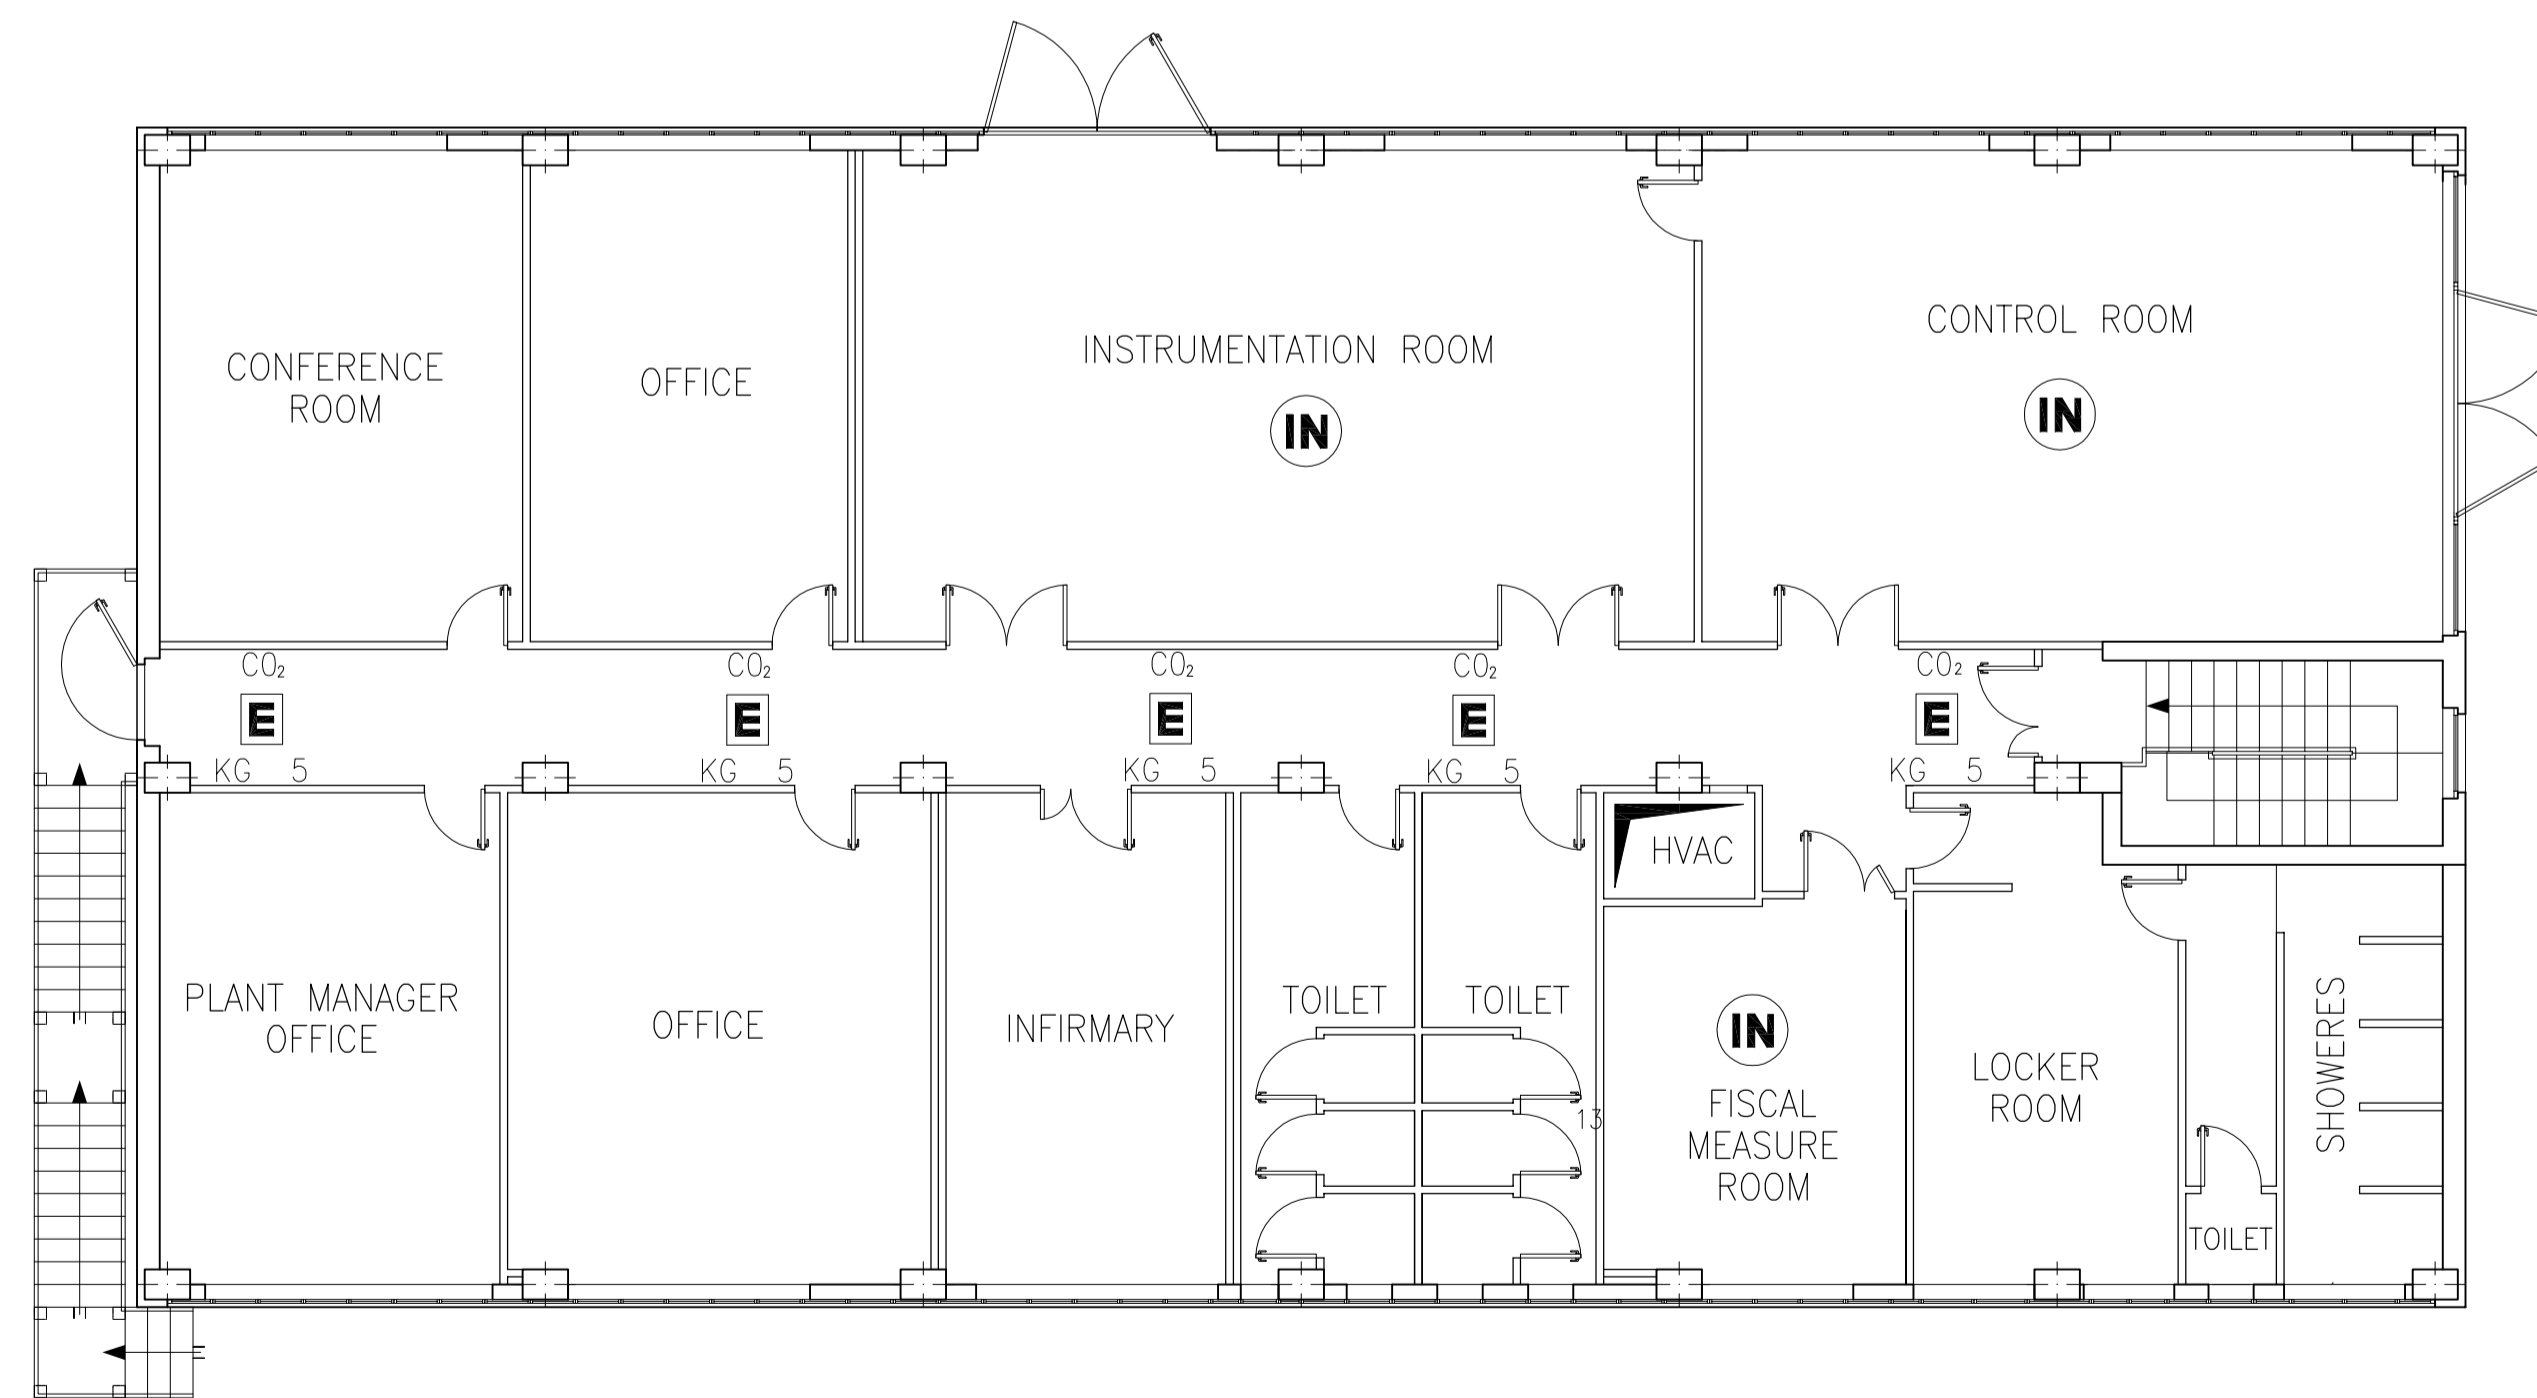 CONTROL ROOM
INSTRUMENTATION ROOM
CONFERENCE
ROOM
OFFICE
IN
IN
CO₂
CO₂
CO₂
CO₂
CO₂
E
E
E
E
E
KG 5
KG 5
KG 5
KG 5
KG 5
HVAC
PLANT MANAGER
OFFICE
OFFICE
INFIRMARY
TOILET
TOILET
IN
13
FISCAL
MEASURE
ROOM
LOCKER
ROOM
SHOWERES
TOILET